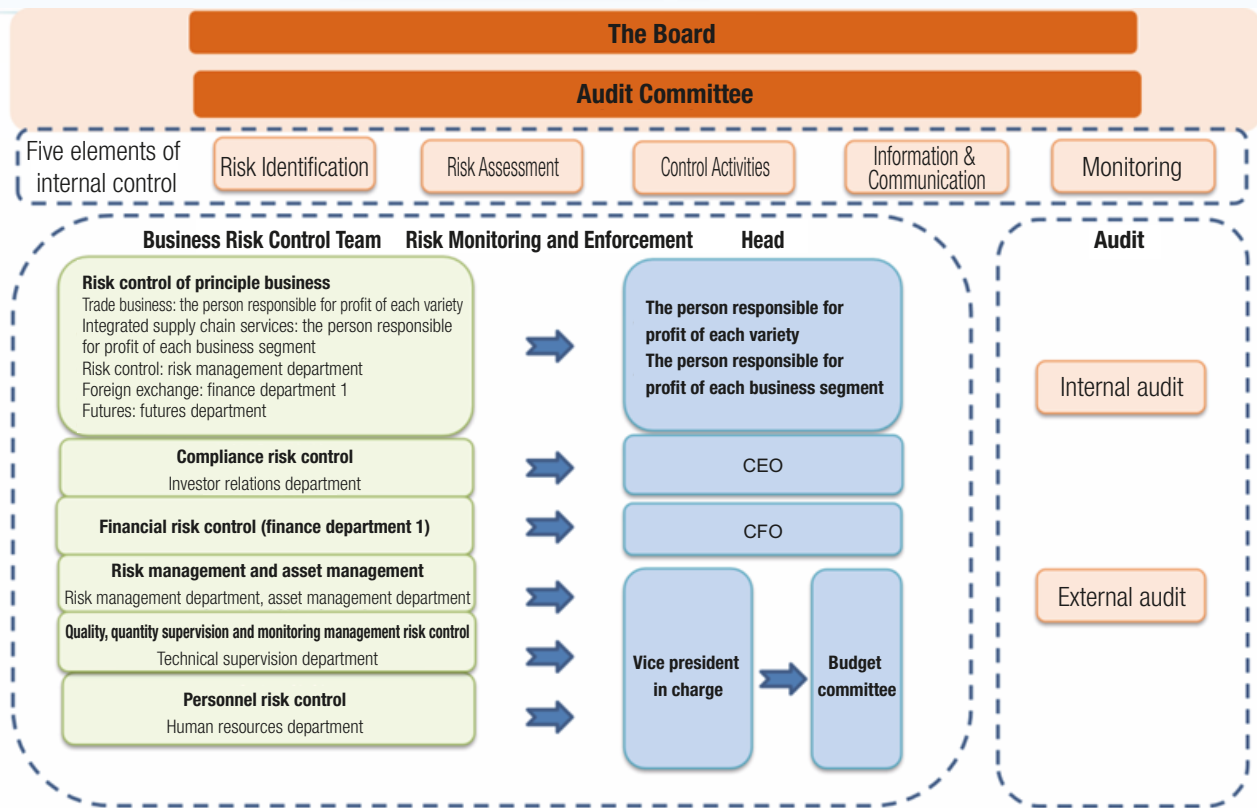 The Board
Audit Committee
Five elements of
internal control
Risk Identification
Risk Assessment
Control Activities
Information &
Communication
Monitoring
Business Risk Control Team
Risk Monitoring and Enforcement
Head
Audit
Risk control of principle business
Trade business: the person responsible for profit of each variety
Integrated supply chain services: the person responsible
for profit of each business segment
Risk control: risk management department
Foreign exchange: finance department 1
Futures: futures department
The person responsible for
profit of each variety
The person responsible for
profit of each business segment
Compliance risk control
Investor relations department
CEO
Financial risk control (finance department 1)
CFO
Risk management and asset management
Risk management department, asset management department
Quality, quantity supervision and monitoring management risk control
Technical supervision department
Personnel risk control
Human resources department
Vice president
in charge
Budget
committee
Internal audit
External audit